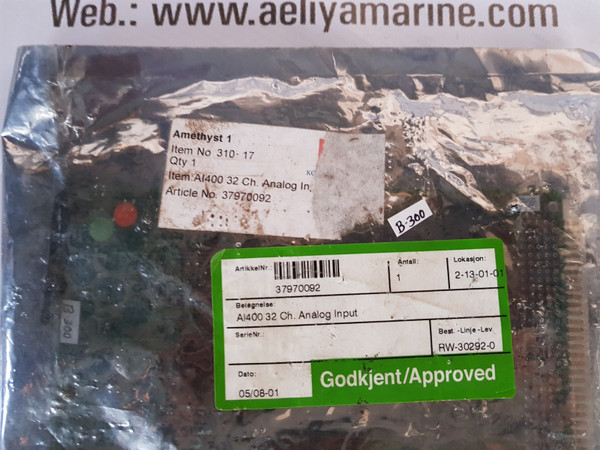 Web.: www.aeliyamarine.com
Amethyst 1
Item No 310- 17
Qty 1
Item AI400 32 Ch. Analog In
Article No. 37970092
B-300
B-300
ArtikkelNr.:
37970092
Antall:
1
Lokasjon:
2-13-01-01
Betegnelse:
AI400 32 Ch. Analog Input
SerieNr.:
Best. -Linje -Lev.
RW-30292-0
Dato:
05/08-01
Godkjent/Approved